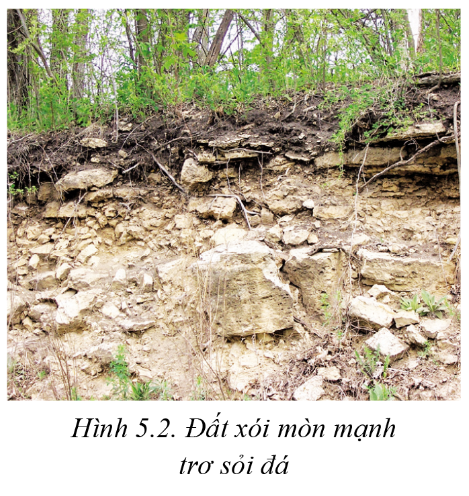 Hình 5.2. Đất xói mòn mạnh
trơ sỏi đá